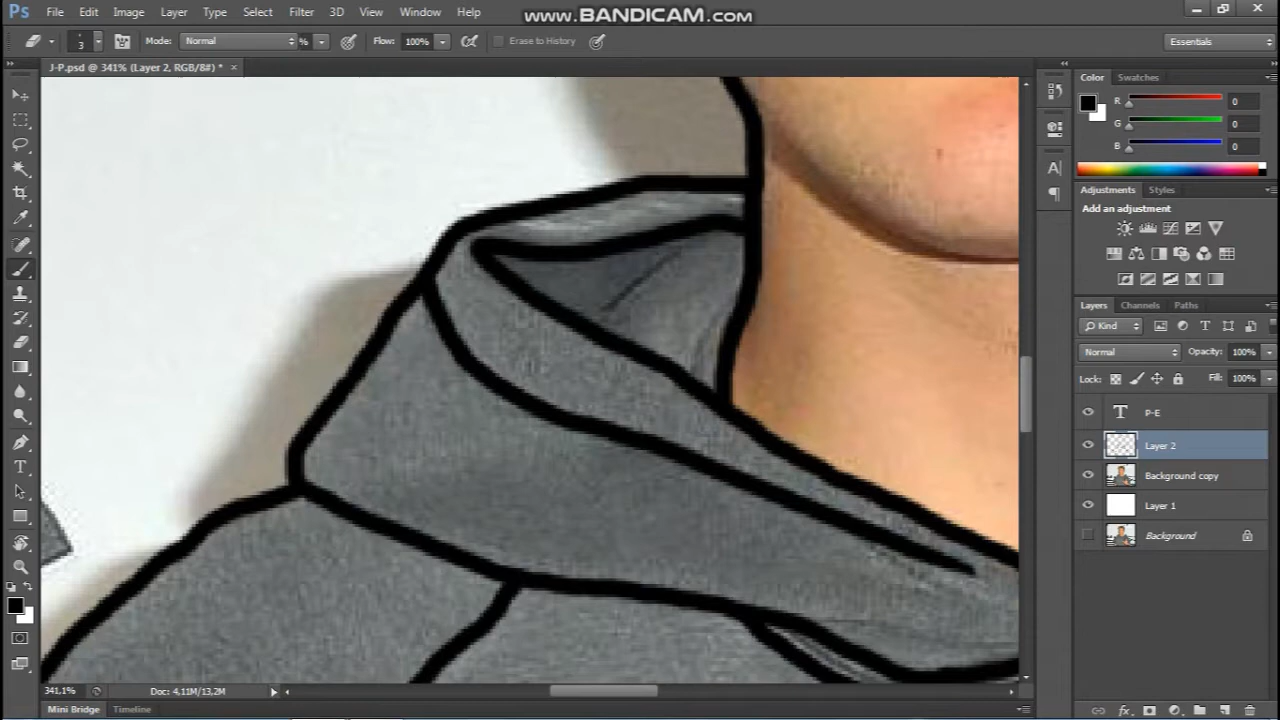 Ps File Edit Image Layer Type Select Filter 3D View Window Help
www.BANDICAM.com
3 Mode: Normal % Flow: 100% Erase to History Essentials
J-P.psd @ 341% (Layer 2, RGB/8#) * ×
Color Swatches
R 0
G 0
B 0
Adjustments Styles
Add an adjustment
Layers Channels Paths
Kind
Normal Opacity: 100%
Lock: Fill: 100%
T P-E
Layer 2
Background copy
Layer 1
Background
341,1% Doc: 4,11M/13,2M
Mini Bridge Timeline